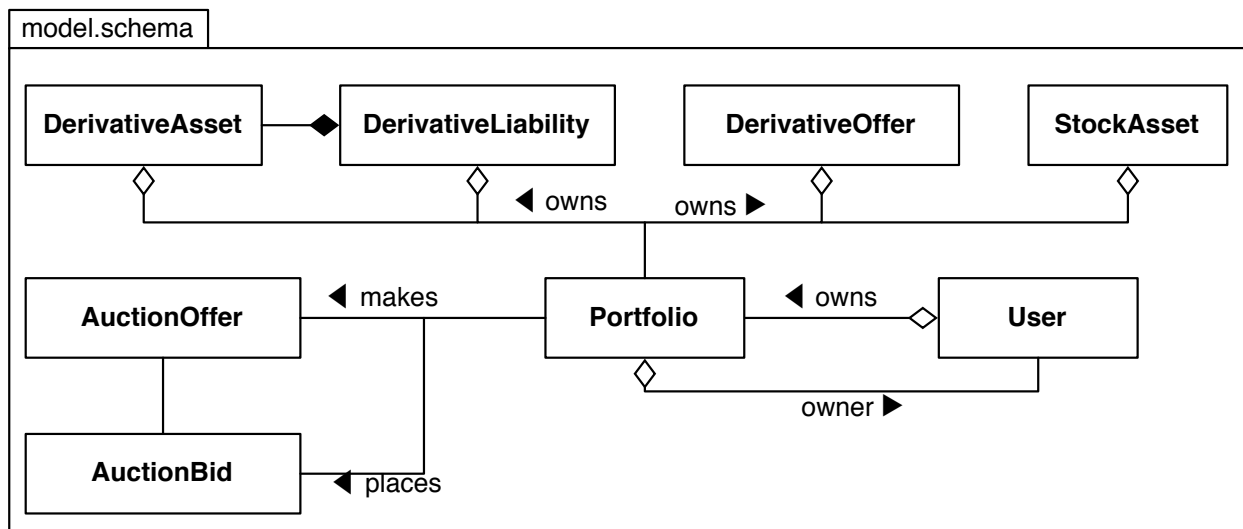 model.schema
DerivativeAsset
DerivativeLiability
DerivativeOffer
StockAsset
◀ owns
owns ▶
AuctionOffer
◀ makes
Portfolio
◀ owns
User
owner ▶
AuctionBid
◀ places